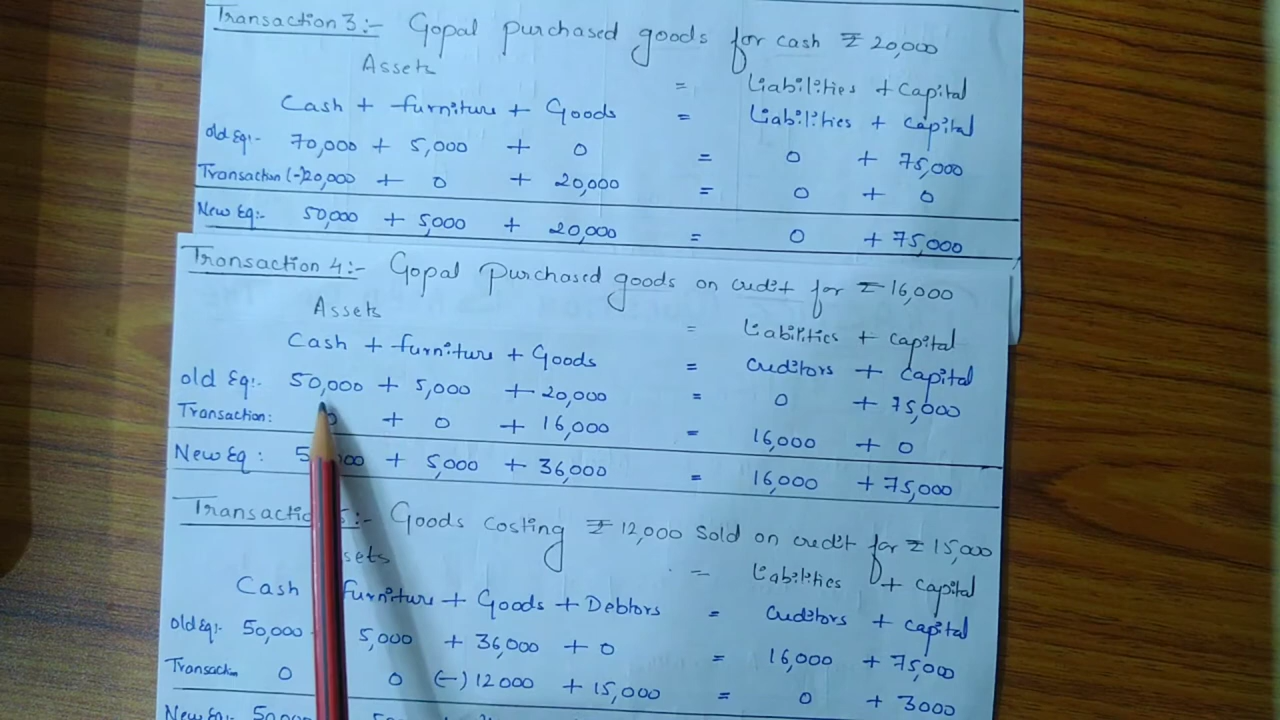 Transaction 3:- Gopal purchased goods for cash ₹ 20,000
Assets = Liabilities + Capital
Cash + furniture + Goods = Liabilities + Capital
old Eq:- 70,000 + 5,000 + 0 = 0 + 75,000
Transaction (-)20,000 + 0 + 20,000 = 0 + 0
New Eq:- 50,000 + 5,000 + 20,000 = 0 + 75,000
Transaction 4:- Gopal Purchased goods on credit for ₹ 16,000
Assets = Liabilities + Capital
Cash + furniture + Goods = Creditors + Capital
old Eq:- 50,000 + 5,000 + 20,000 = 0 + 75,000
Transaction: 0 + 0 + 16,000 = 16,000 + 0
New Eq: + 5,000 + 36,000 = 16,000 + 75,000
:- Goods Costing ₹ 12,000 Sold on credit for ₹ 15,000
= Liabilities + Capital
Cash furniture + Goods + Debtors = Creditors + Capital
old Eq:- 50,000 5,000 + 36,000 + 0 = 16,000 + 75,000
Transaction 0 0 (-) 12000 + 15,000 = 0 + 3000
New Eq:-